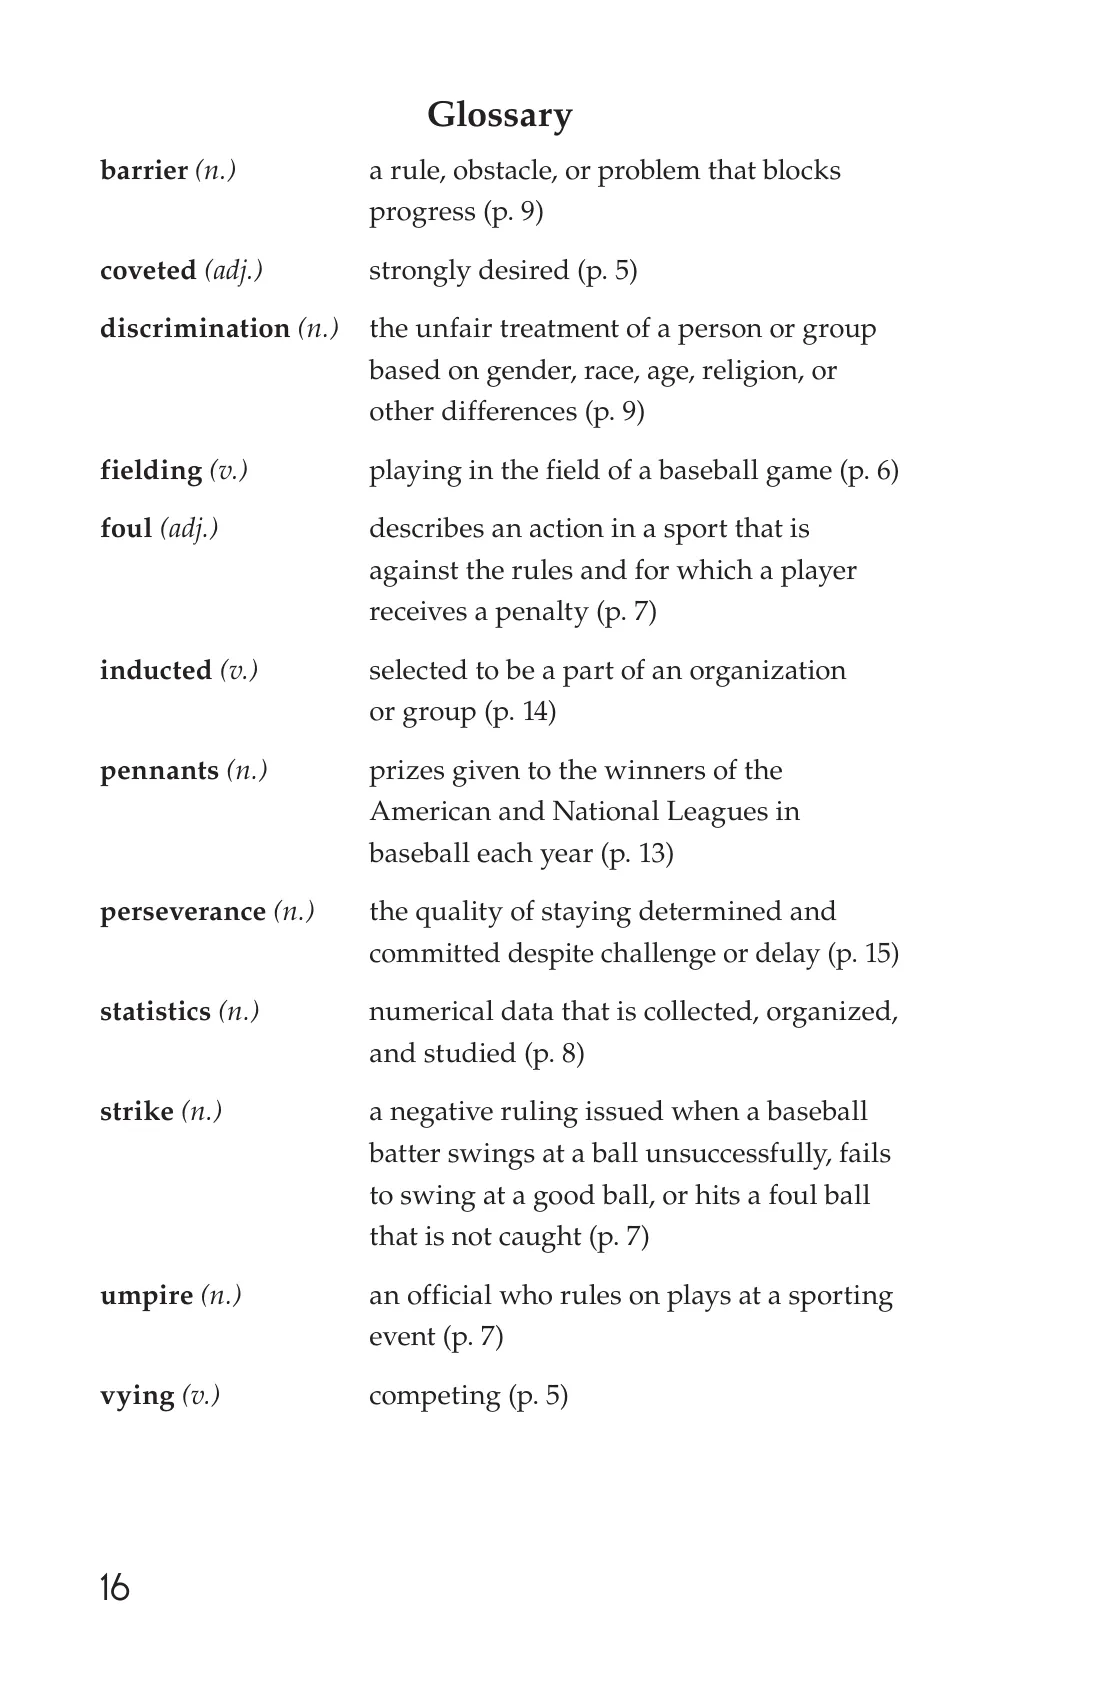 Glossary
barrier (n.) a rule, obstacle, or problem that blocks
progress (p. 9)
coveted (adj.) strongly desired (p. 5)
discrimination (n.) the unfair treatment of a person or group
based on gender, race, age, religion, or
other differences (p. 9)
fielding (v.) playing in the field of a baseball game (p. 6)
foul (adj.) describes an action in a sport that is
against the rules and for which a player
receives a penalty (p. 7)
inducted (v.) selected to be a part of an organization
or group (p. 14)
pennants (n.) prizes given to the winners of the
American and National Leagues in
baseball each year (p. 13)
perseverance (n.) the quality of staying determined and
committed despite challenge or delay (p. 15)
statistics (n.) numerical data that is collected, organized,
and studied (p. 8)
strike (n.) a negative ruling issued when a baseball
batter swings at a ball unsuccessfully, fails
to swing at a good ball, or hits a foul ball
that is not caught (p. 7)
umpire (n.) an official who rules on plays at a sporting
event (p. 7)
vying (v.) competing (p. 5)
16